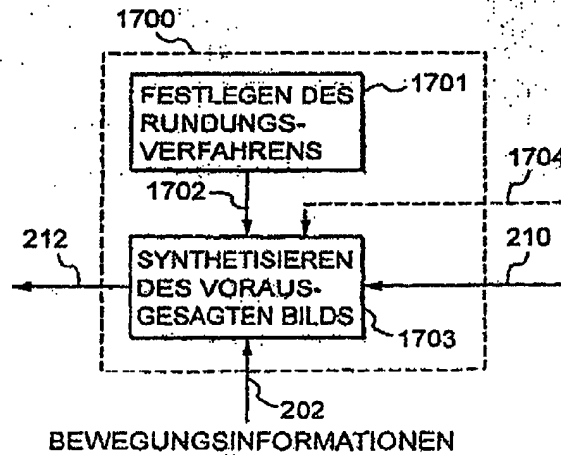 1700
FESTLEGEN DES
RUNDUNGS-
VERFAHRENS
1701
1702
1704
212
210
SYNTHETISIEREN
DES VORAUS-
GESAGTEN BILDS
1703
202
BEWEGUNGSINFORMATIONEN